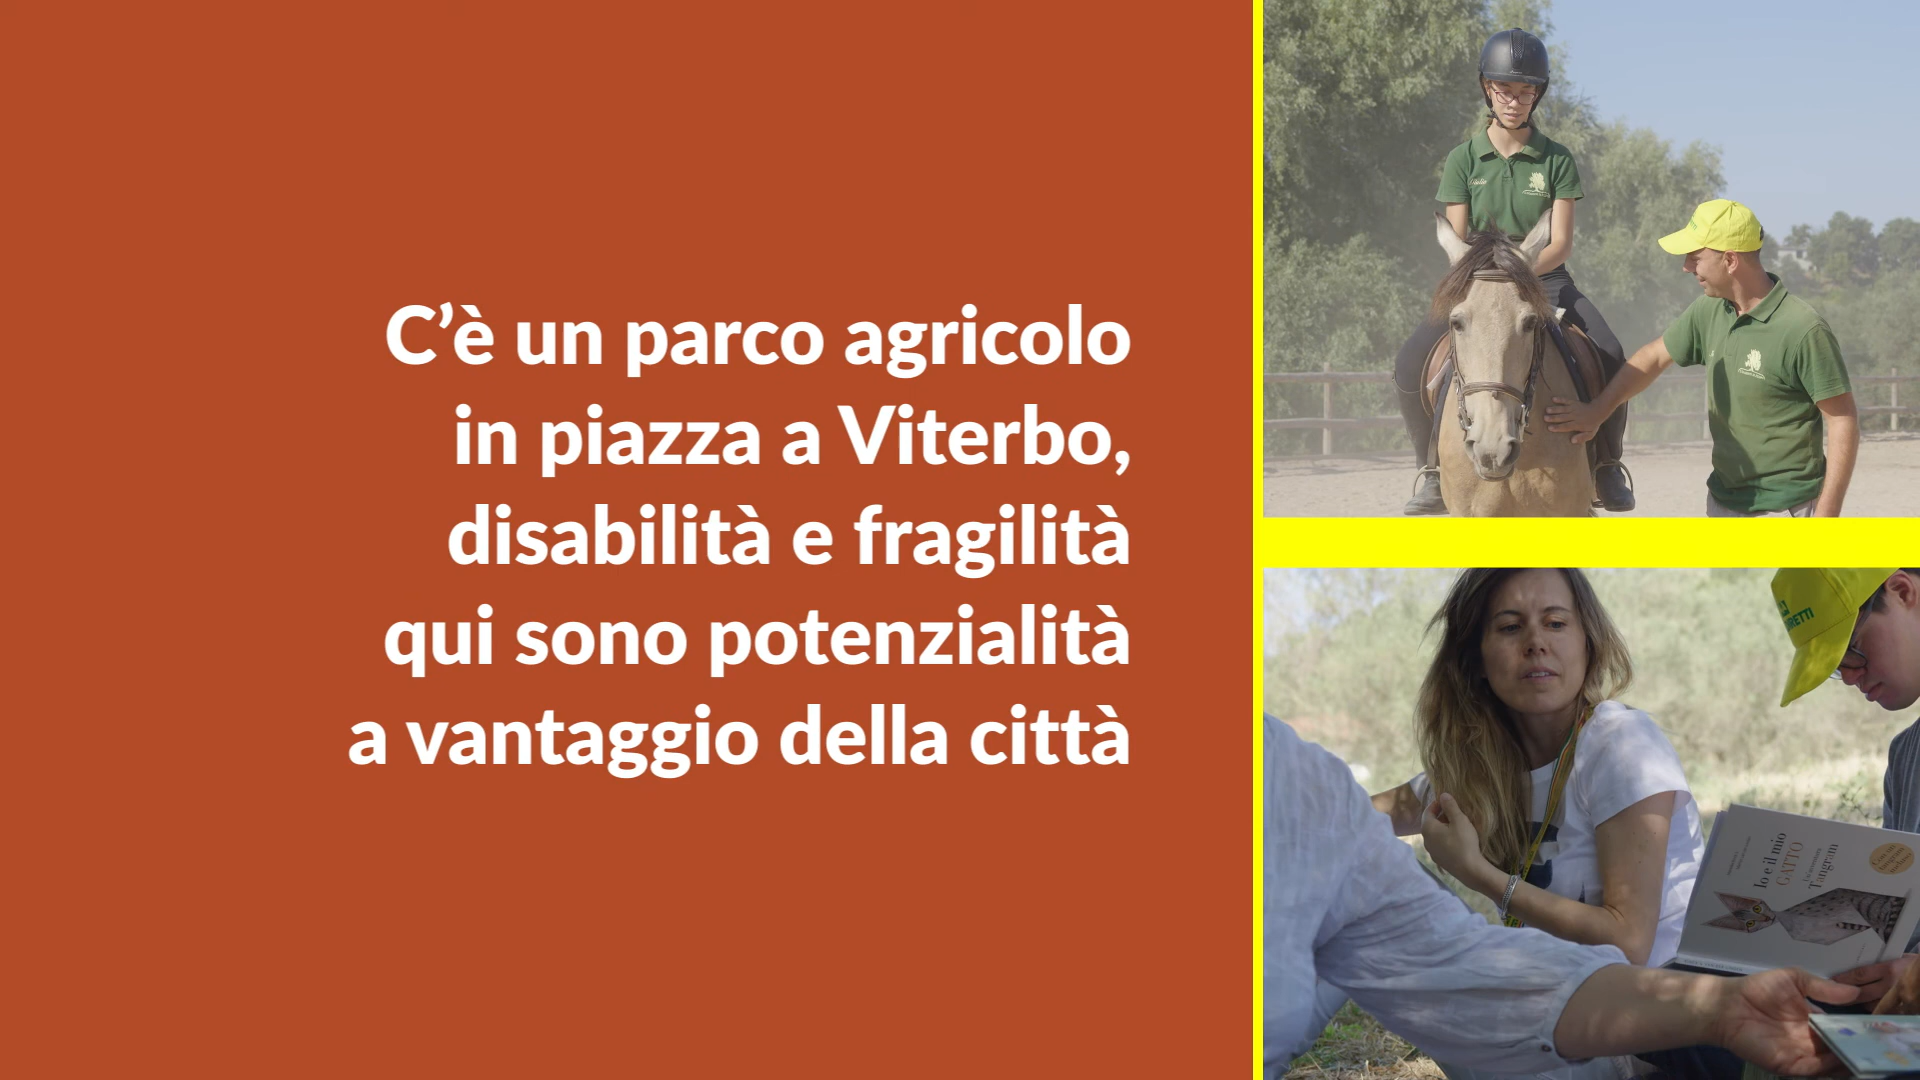 C’è un parco agricolo
in piazza a Viterbo,
disabilità e fragilità
qui sono potenzialità
a vantaggio della città
Io e il mio
GATTO
Tangram